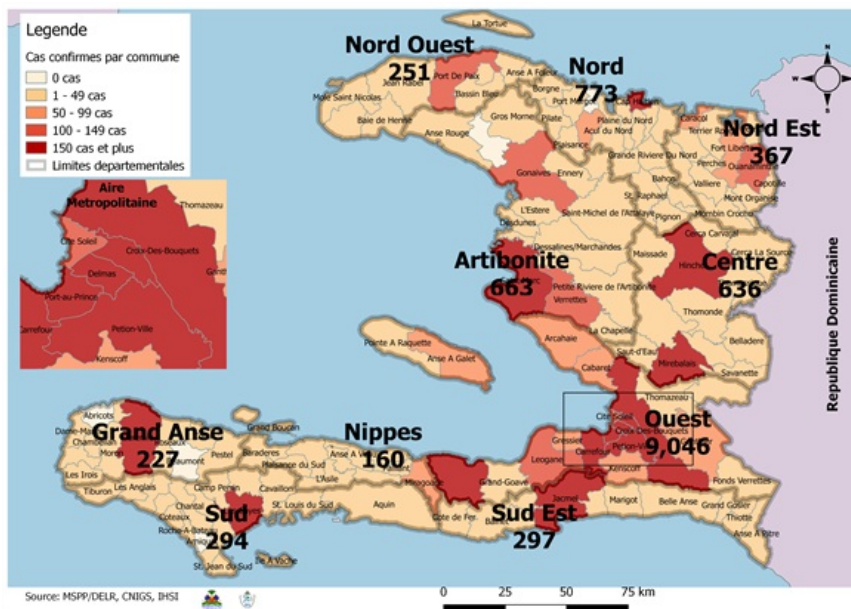 Legende
Cas confirmes par commune
0 cas
1 - 49 cas
50 - 99 cas
100 - 149 cas
150 cas et plus
Limites departementales
Aire
Metropolitaine
Thomazeau
Cite Soleil
Croix-Des-Bouquets
Delmas
Port-au-Prince
Carrefour
Petion-Ville
Kenscoff
La Tortue
Nord Ouest
251
Jean Rabel
Port De Paix
Anse A Foleur
Mole Saint Nicolas
Bassin Bleu
Baie de Henne
Anse Rouge
Gros Morne
Nord
773
Borgne
Pilate
Plaine du Nord
Acul du Nord
Plaisance
Grande Riviere Du Nord
Bahon
St. Raphael
Pignon
Caracol
Nord Est
367
Perches
Ouanaminthe
Valliere
Capotille
Mont Organise
Mombin Crochu
N
W
E
S
Gonaives
Ennery
L'Estere
Saint-Michel de l'Attalaye
Desdunes
Dessalines/Marchandes
Artibonite
663
Petite Riviere de l'Artibonite
Verrettes
La Chapelle
Cerca Carvajal
Maissade
Cerca La Source
Centre
636
Thomonde
Belladere
Saut-d'Eau
Mirebalais
Savanette
Republique Dominicaine
Pointe A Raquette
Anse A Galet
Arcahaie
Cabaret
Thomazeau
Cite Soleil
Ouest
9,046
Croix-Des-Bouquets
Gressier
Carrefour
Petion-Ville
Leogane
Kenscoff
Fonds Verrettes
Abricots
Grand Anse
227
Pestel
Les Irois
Grand Boucan
Baraderes
Nippes
160
Plaisance du Sud
L'Asile
Miragoane
Grand-Goave
Tiburon
Les Anglais
Camp Perrin
Cavaillon
Chantal
Coteaux
Sud
294
St. Louis du Sud
Aquin
St. Jean du Sud
Ile A Vache
Cote de Fer
Jacmel
Sud Est
297
Marigot
Belle Anse
Grand Gosier
Thiotte
Anse A Pitre
Source: MSPP/DELR, CNIGS, IHSI
0 25 50 75 km